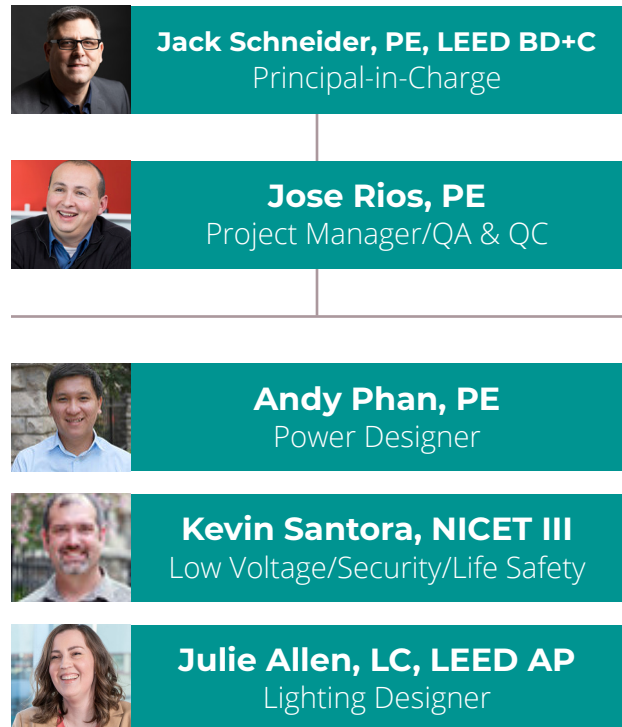 Jack Schneider, PE, LEED BD+C
Principal-in-Charge
Jose Rios, PE
Project Manager/QA & QC
Andy Phan, PE
Power Designer
Kevin Santora, NICET III
Low Voltage/Security/Life Safety
Julie Allen, LC, LEED AP
Lighting Designer